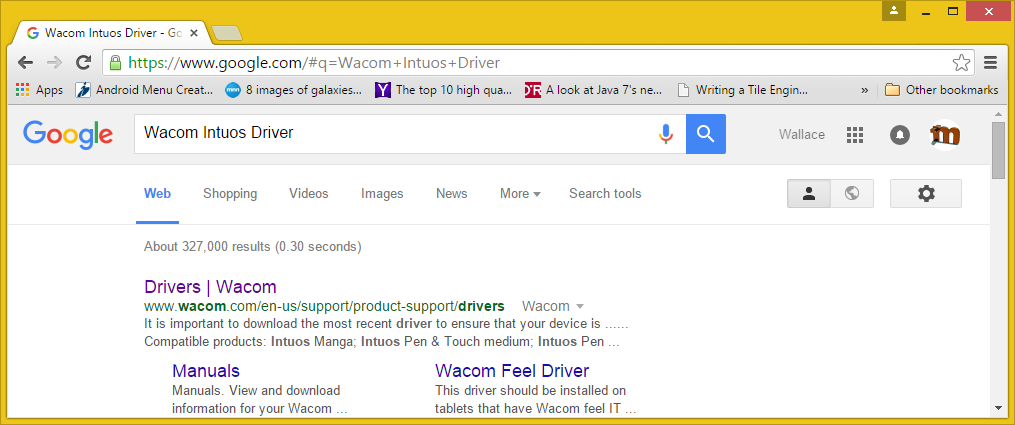 Wacom Intuos Driver - Go
https://www.google.com/#q=Wacom+Intuos+Driver
Apps Android Menu Creat... 8 images of galaxies... The top 10 high qua... A look at Java 7's ne... Writing a Tile Engin... » Other bookmarks
Google Wacom Intuos Driver Wallace
Web Shopping Videos Images News More Search tools
About 327,000 results (0.30 seconds)
Drivers | Wacom
www.wacom.com/en-us/support/product-support/drivers Wacom
It is important to download the most recent driver to ensure that your device is ......
Compatible products: Intuos Manga; Intuos Pen & Touch medium; Intuos Pen ...
Manuals Wacom Feel Driver
Manuals. View and download This driver should be installed on
information for your Wacom ... tablets that have Wacom feel IT ...